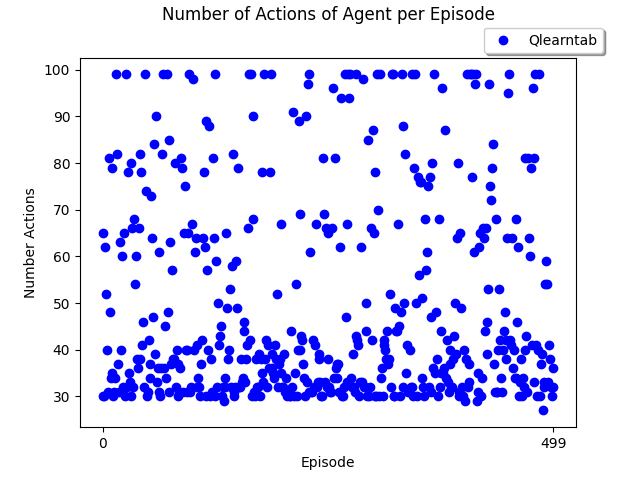 Number of Actions of Agent per Episode
Qlearntab
100
90
80
70
60
50
40
30
Number Actions
0
499
Episode